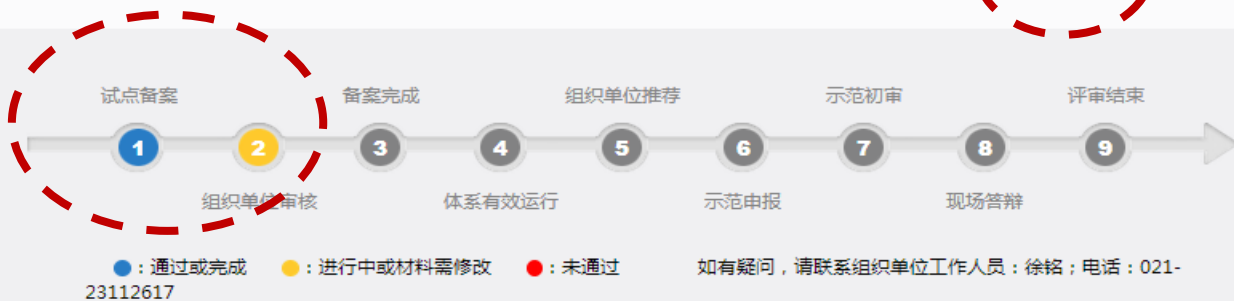 试点备案 备案完成 组织单位推荐 示范初审 评审结束
1 2 3 4 5 6 7 8 9
组织单位审核 体系有效运行 示范申报 现场答辩
：通过或完成 ：进行中或材料需修改 ：未通过 如有疑问，请联系组织单位工作人员：徐铭；电话：021-
23112617